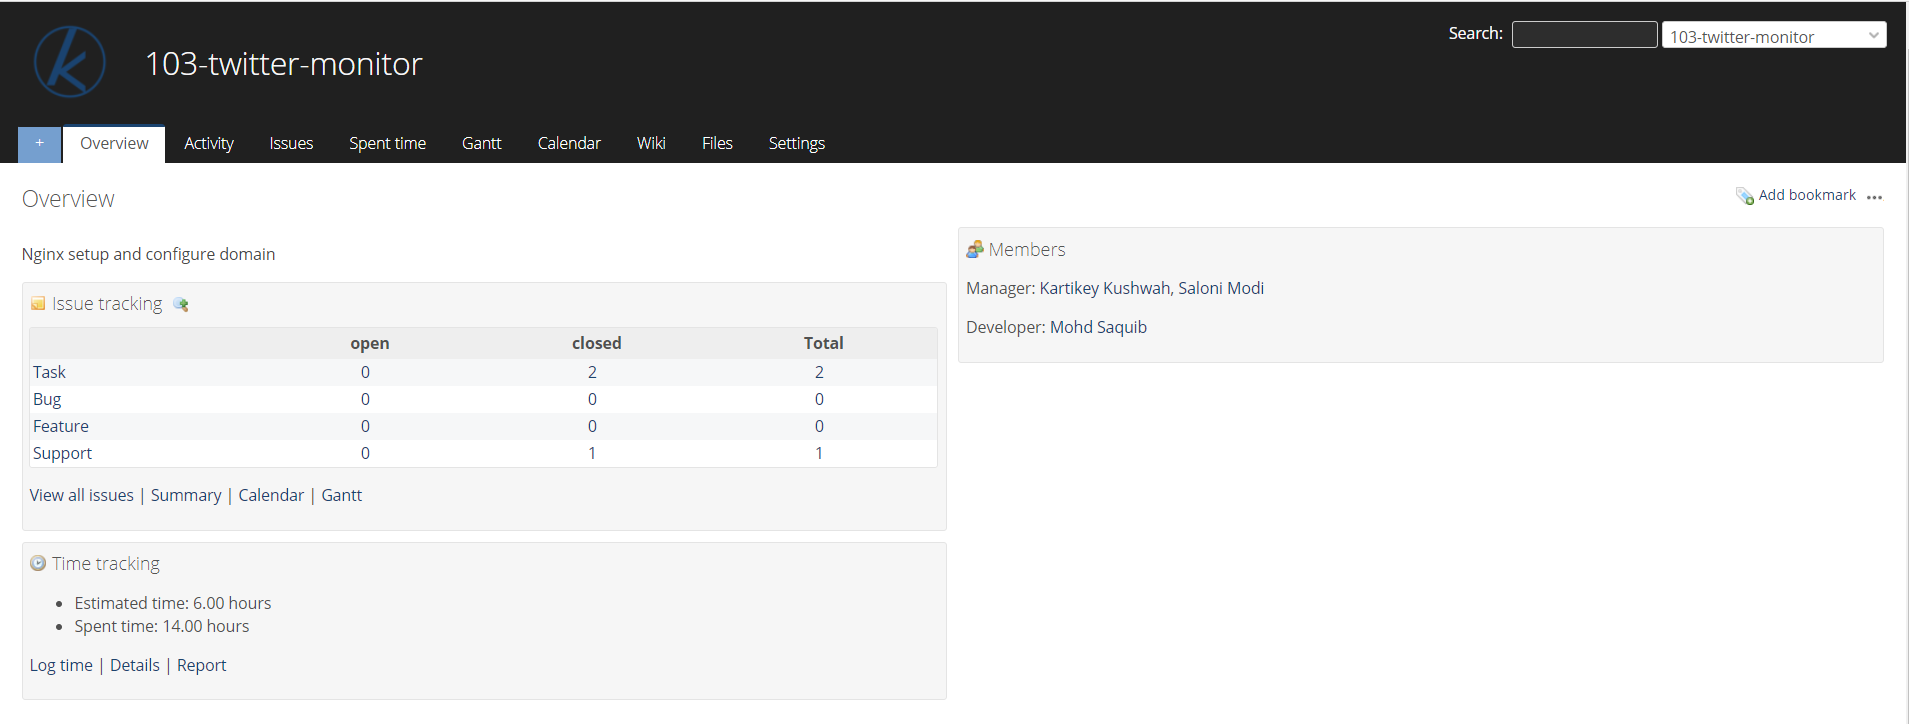 103-twitter-monitor
Search: 103-twitter-monitor
+ Overview Activity Issues Spent time Gantt Calendar Wiki Files Settings
Overview
Add bookmark ...
Nginx setup and configure domain
Issue tracking
open closed Total
Task 0 2 2
Bug 0 0 0
Feature 0 0 0
Support 0 1 1
View all issues | Summary | Calendar | Gantt
Time tracking
• Estimated time: 6.00 hours
• Spent time: 14.00 hours
Log time | Details | Report
Members
Manager: Kartikey Kushwah, Saloni Modi
Developer: Mohd Saquib